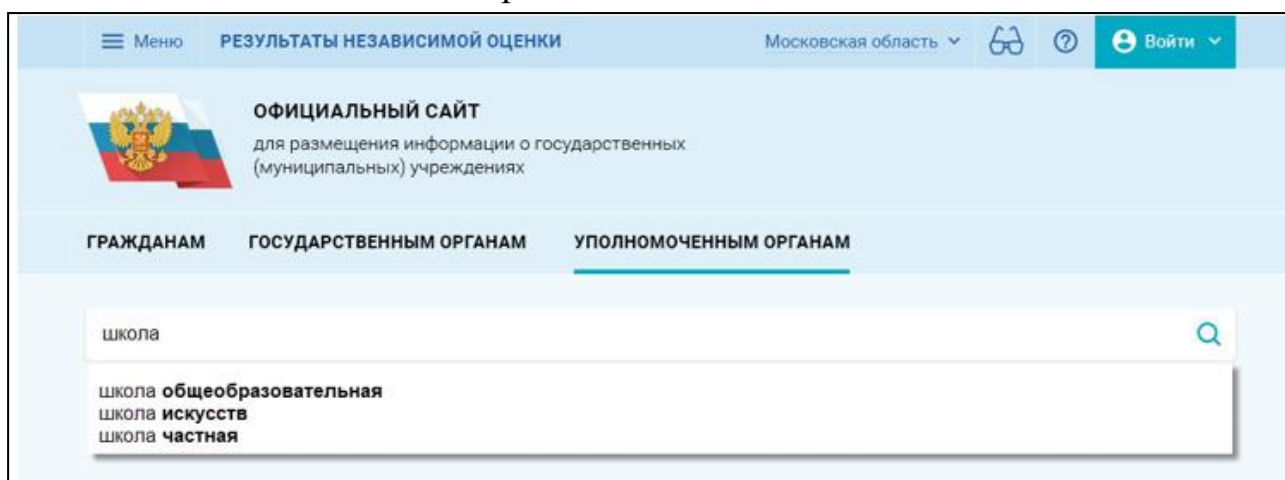 Меню РЕЗУЛЬТАТЫ НЕЗАВИСИМОЙ ОЦЕНКИ Московская область Войти
ОФИЦИАЛЬНЫЙ САЙТ
для размещения информации о государственных
(муниципальных) учреждениях
ГРАЖДАНАМ ГОСУДАРСТВЕННЫМ ОРГАНАМ УПОЛНОМОЧЕННЫМ ОРГАНАМ
школа
школа общеобразовательная
школа искусств
школа частная